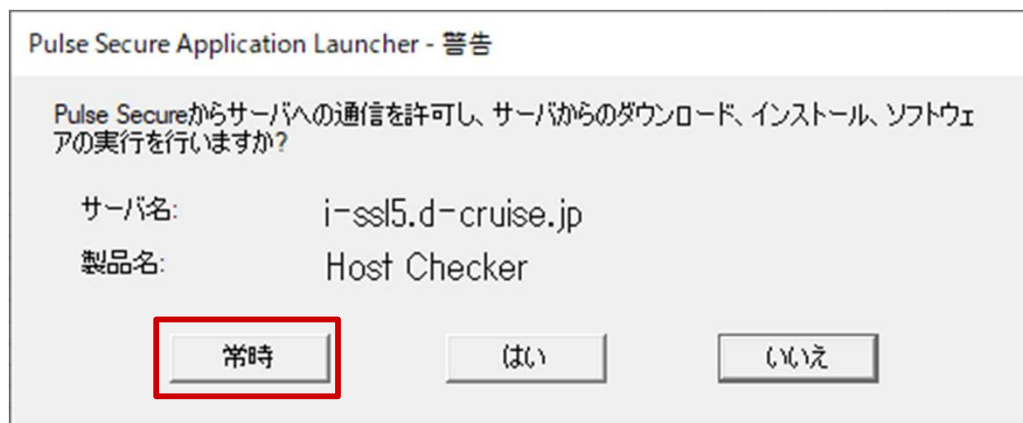 Pulse Secure Application Launcher - 警告
Pulse Secureからサーバへの通信を許可し、サーバからのダウンロード、インストール、ソフトウェ
アの実行を行いますか?
サーバ名: i-ssl5.d-cruise.jp
製品名: Host Checker
常時 はい いいえ